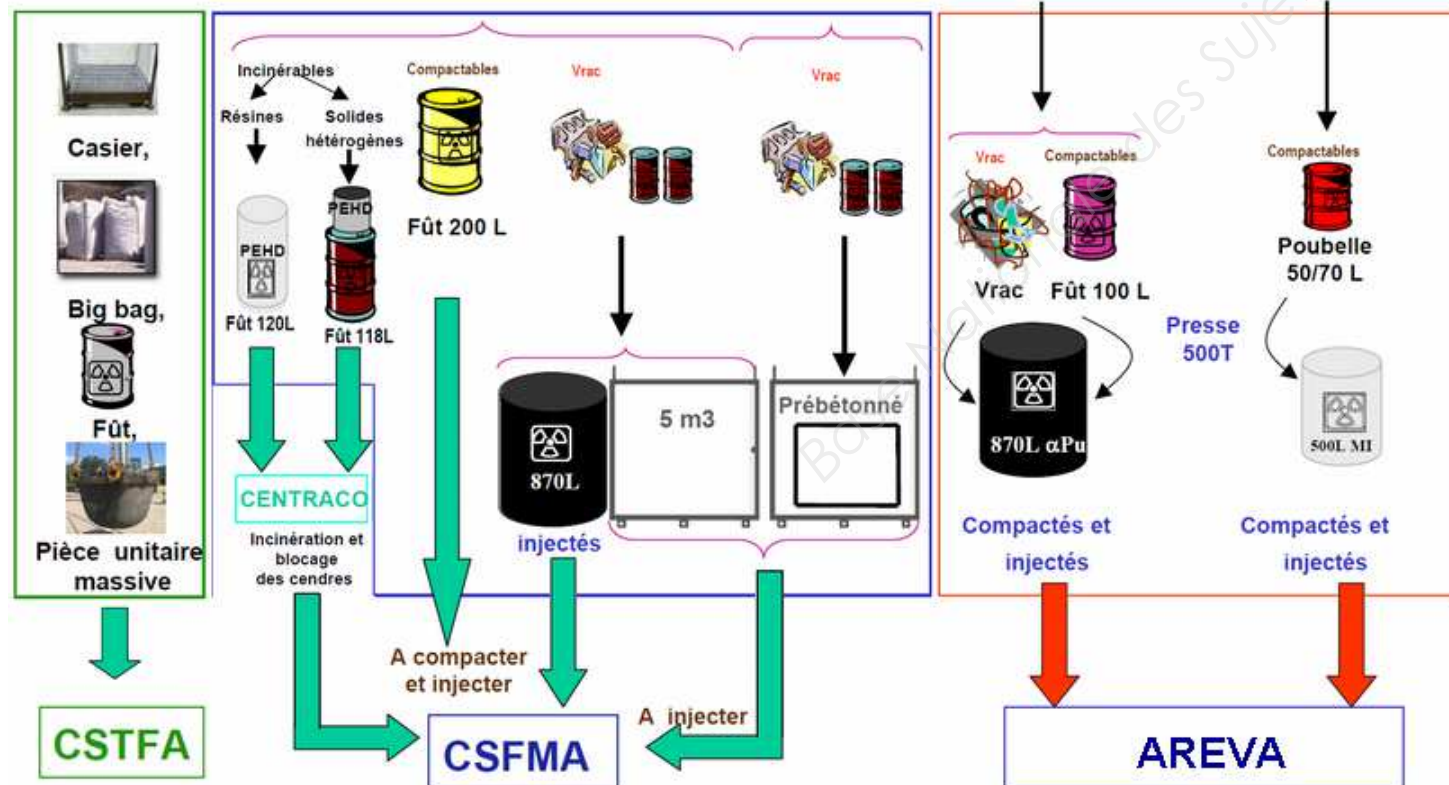 Casier,
Big bag,
Fût,
Pièce unitaire
massive
CSTFA
Incinérables
Résines
Solides
hétérogènes
PEHD
Fût 120L
PEHD
Fût 118L
CENTRACO
Incinération et
blocage
des cendres
Compactables
Fût 200 L
A compacter
et injecter
Vrac
870L
injectés
5 m3
Vrac
Prébétonné
A injecter
CSFMA
Vrac
Vrac
Compactables
Fût 100 L
870L αPu
Compactés et
injectés
Presse
500T
Compactables
Poubelle
50/70 L
500L MI
Compactés et
injectés
AREVA